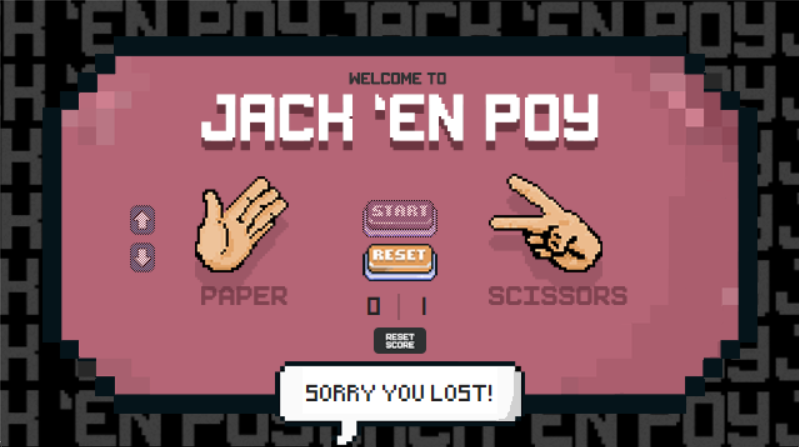 WELCOME TO
JACK 'EN POY
START
RESET
PAPER
0 | 1
SCISSORS
RESET
SCORE
SORRY YOU LOST!